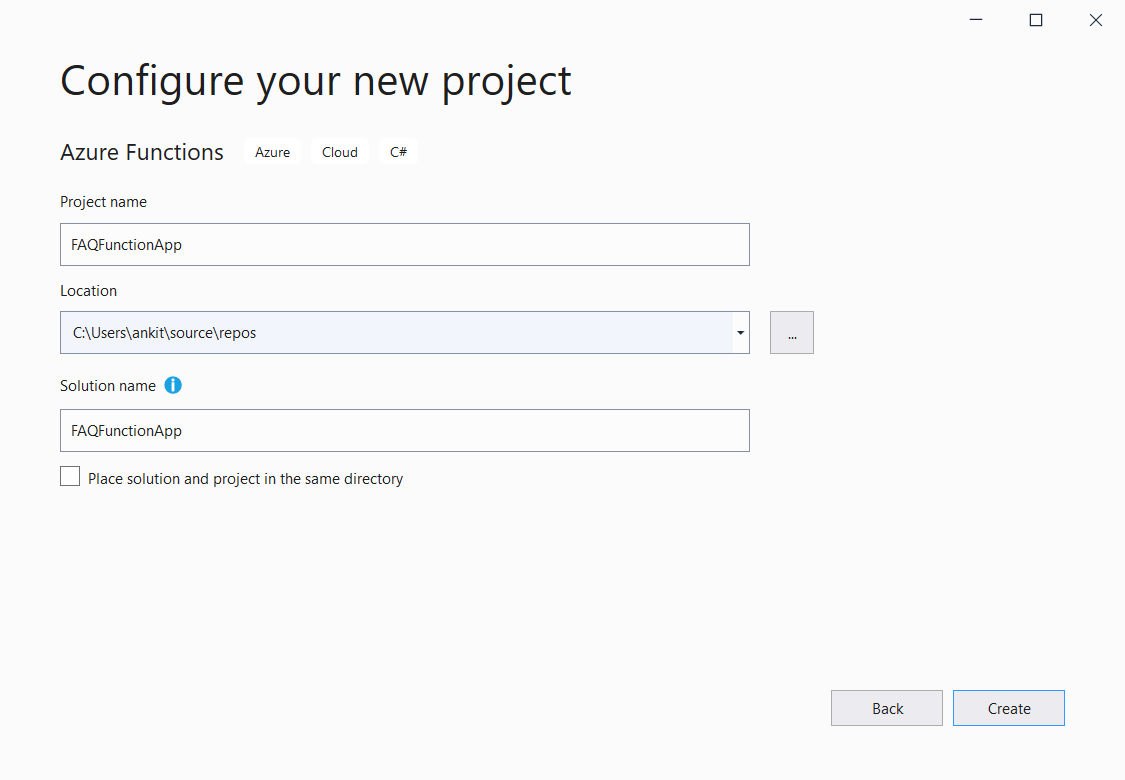 Configure your new project
Azure Functions Azure Cloud C#
Project name
FAQFunctionApp
Location
C:\Users\ankit\source\repos
...
Solution name
FAQFunctionApp
Place solution and project in the same directory
Back Create